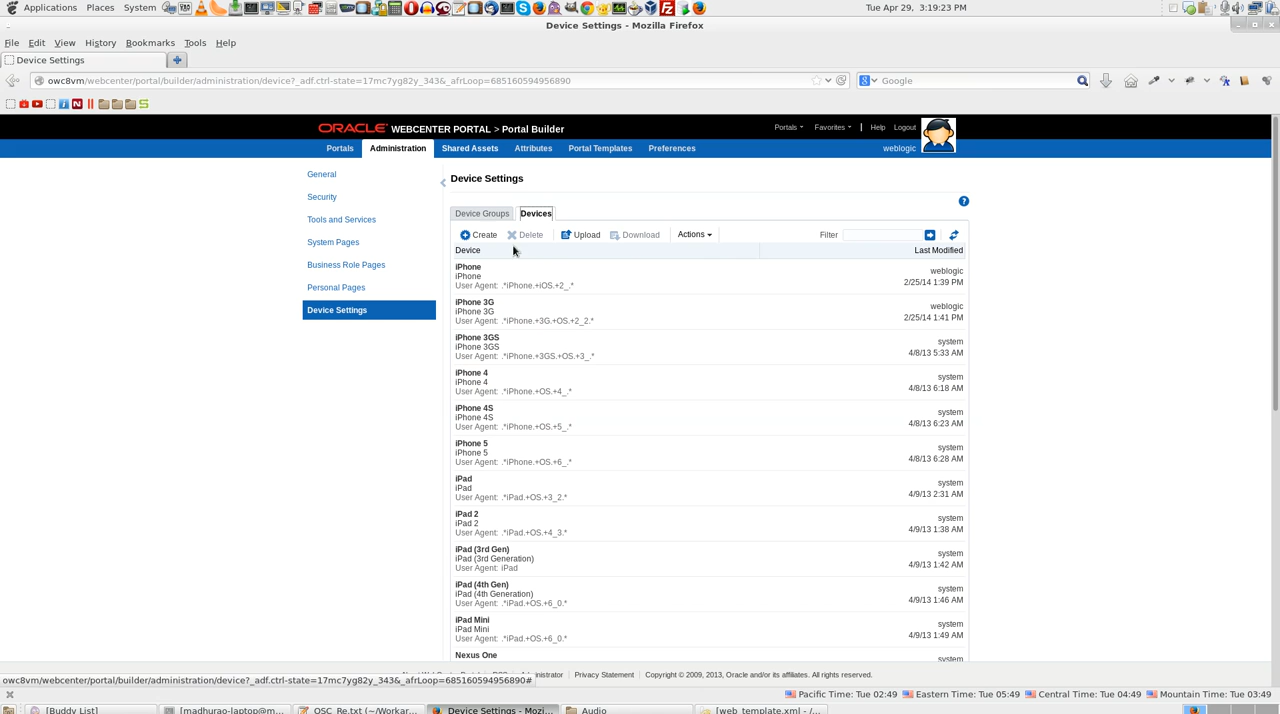 Applications Places System
Tue Apr 29, 3:19:23 PM
Device Settings - Mozilla Firefox
File Edit View History Bookmarks Tools Help
Device Settings
owc8vm/webcenter/portal/builder/administration/device?_adf.ctrl-state=17mc7yg82y_343&_afrLoop=685160594956890
Google
ORACLE WEBCENTER PORTAL > Portal Builder
Portals Favorites Help Logout
Portals Administration Shared Assets Attributes Portal Templates Preferences weblogic
General
Security
Tools and Services
System Pages
Business Role Pages
Personal Pages
Device Settings
Device Settings
Device Groups Devices
Create Delete Upload Download Actions Filter
Device Last Modified
iPhone
iPhone
User Agent: .*iPhone.+iOS.+2_.*
weblogic
2/25/14 1:39 PM
iPhone 3G
iPhone 3G
User Agent: .*iPhone.+3G.+OS.+2_2.*
weblogic
2/25/14 1:41 PM
iPhone 3GS
iPhone 3GS
User Agent: .*iPhone.+3GS.+OS.+3_.*
system
4/8/13 5:33 AM
iPhone 4
iPhone 4
User Agent: .*iPhone.+OS.+4_.*
system
4/8/13 6:18 AM
iPhone 4S
iPhone 4S
User Agent: .*iPhone.+OS.+5_.*
system
4/8/13 6:23 AM
iPhone 5
iPhone 5
User Agent: .*iPhone.+OS.+6_.*
system
4/8/13 6:28 AM
iPad
iPad
User Agent: .*iPad.+OS.+3_2.*
system
4/9/13 2:31 AM
iPad 2
iPad 2
User Agent: .*iPad.+OS.+4_3.*
system
4/9/13 1:38 AM
iPad (3rd Gen)
iPad (3rd Generation)
User Agent: iPad
system
4/9/13 1:42 AM
iPad (4th Gen)
iPad (4th Generation)
User Agent: .*iPad.+OS.+6_0.*
system
4/9/13 1:46 AM
iPad Mini
iPad Mini
User Agent: .*iPad.+OS.+6_0.*
system
4/9/13 1:49 AM
Nexus One
system
Privacy Statement Copyright © 2009, 2013, Oracle and/or its affiliates. All rights reserved.
owc8vm/webcenter/portal/builder/administration/device?_adf.ctrl-state=17mc7yg82y_343&_afrLoop=685160594956890#
Pacific Time: Tue 02:49 Eastern Time: Tue 05:49 Central Time: Tue 04:49 Mountain Time: Tue 03:49
[Buddy List] [madhurao-laptop@m... OSC_Re.txt (~/Workar... Device Settings - Mozil... Audio [web_template.xml] - /...